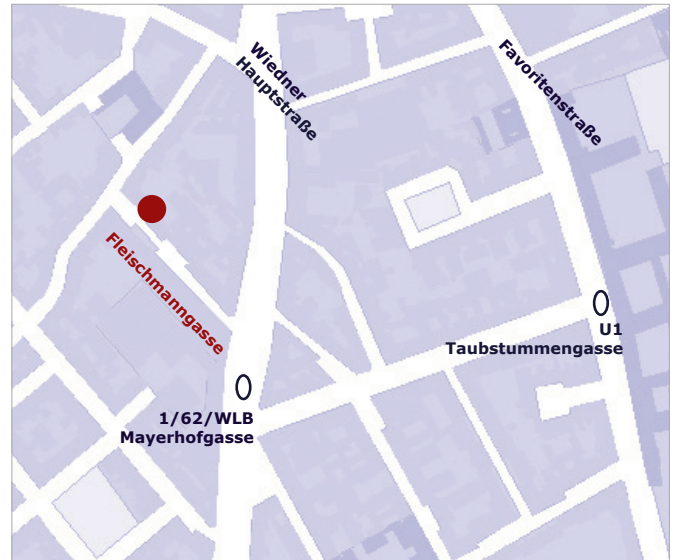 Wiedner
Hauptstraße
Favoritenstraße
Fleischmanngasse
U1
Taubstummengasse
1/62/WLB
Mayerhofgasse